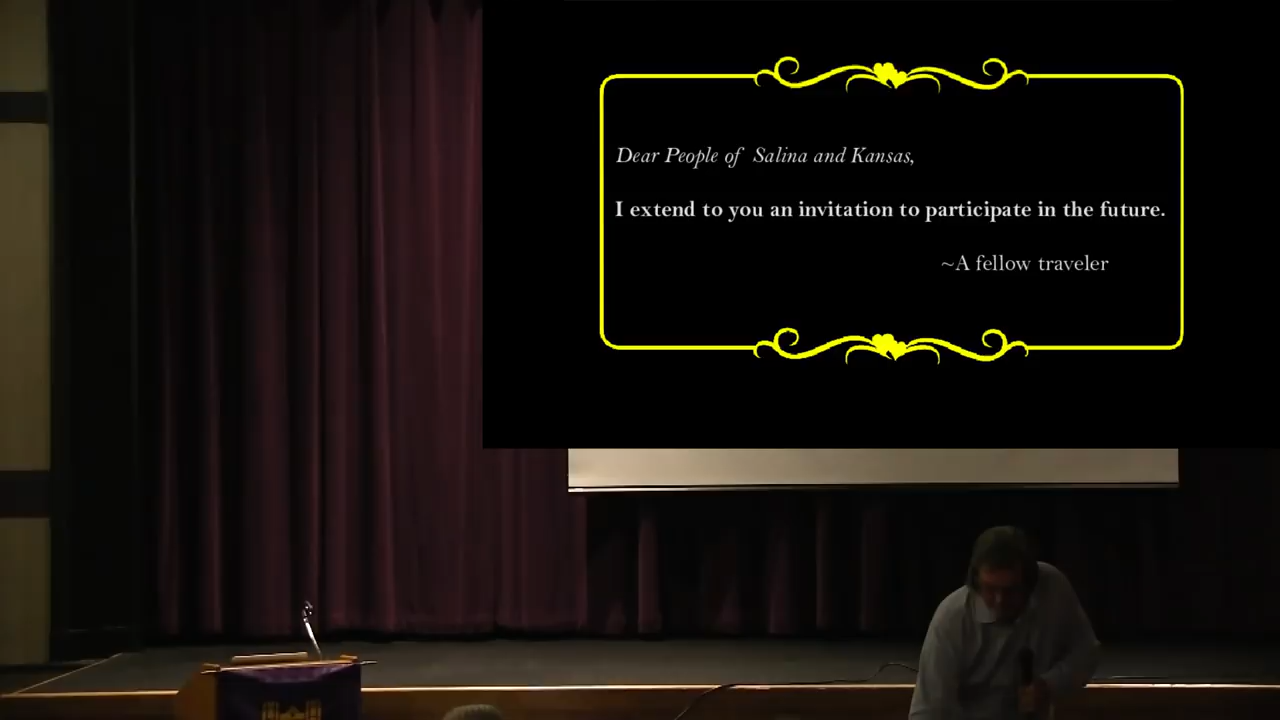 Dear People of Salina and Kansas,
I extend to you an invitation to participate in the future.
~A fellow traveler